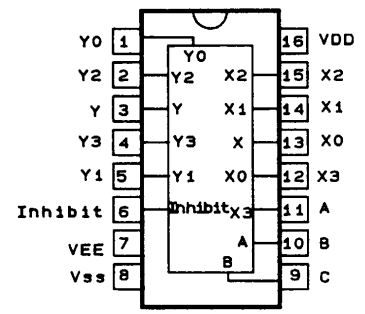 Y0 1 Y0 16 VDD
Y2 2 Y2 X2 15 X2
Y 3 Y X1 14 X1
Y3 4 Y3 X 13 X0
Y1 5 Y1 X0 12 X3
Inhibit 6 Inhibit X3 11 A
VEE 7 A 10 B
Vss 8 B 9 C